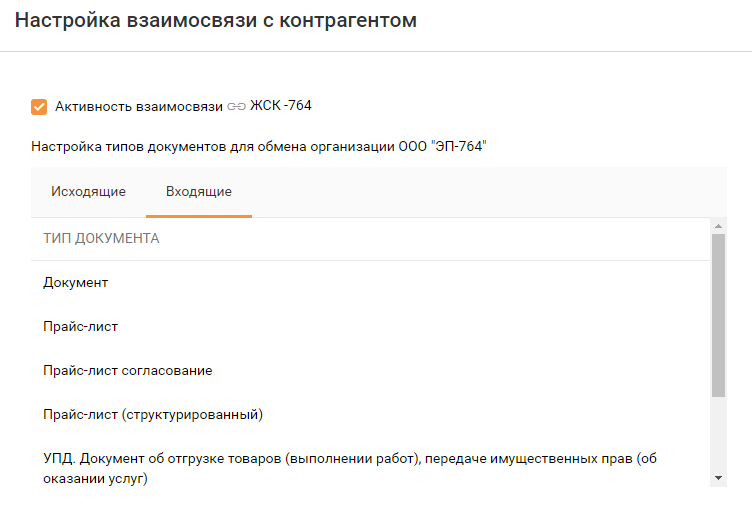 Настройка взаимосвязи с контрагентом
Активность взаимосвязи ЖСК -764
Настройка типов документов для обмена организации ООО "ЭП-764"
Исходящие Входящие
ТИП ДОКУМЕНТА
Документ
Прайс-лист
Прайс-лист согласование
Прайс-лист (структурированный)
УПД. Документ об отгрузке товаров (выполнении работ), передаче имущественных прав (об
оказании услуг)